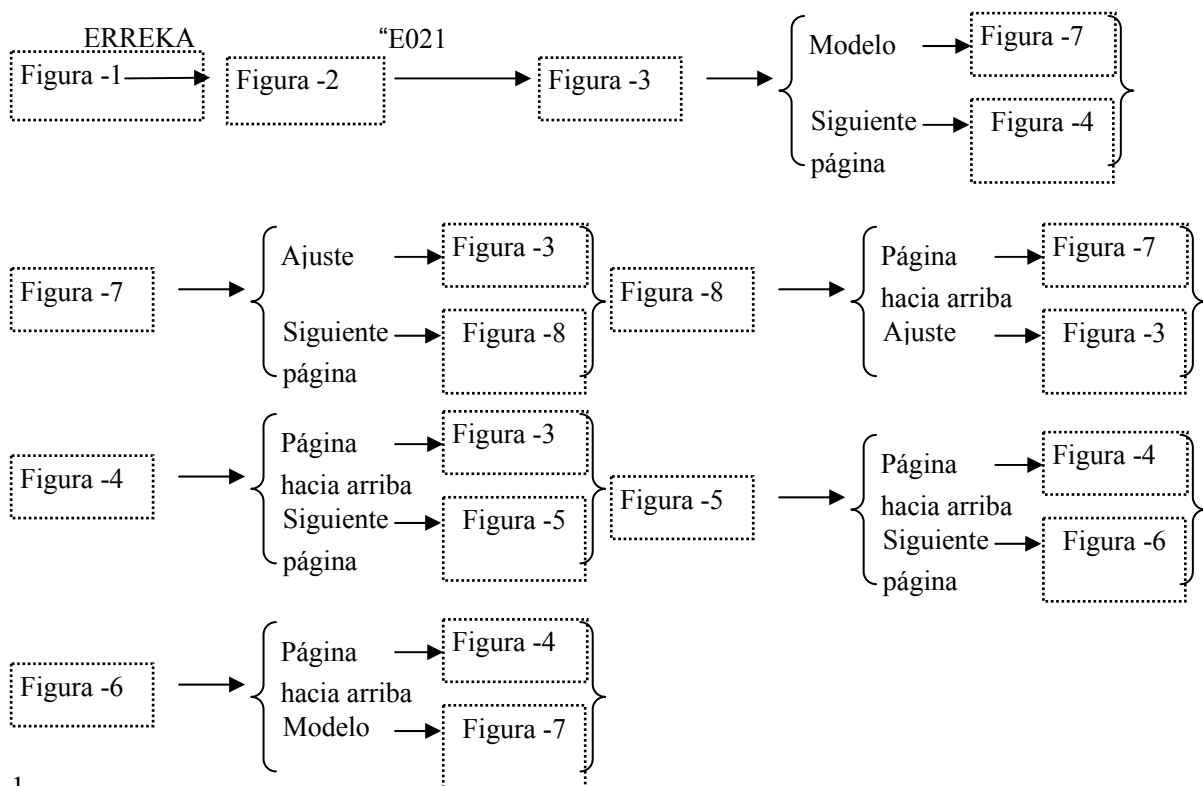 ERREKA “E021
Figura -1 Figura -2 Figura -3 Modelo Figura -7
Siguiente Figura -4
página
Figura -7 Ajuste Figura -3
Siguiente Figura -8
página
Figura -8 Página Figura -7
hacia arriba
Ajuste Figura -3
Figura -4 Página Figura -3
hacia arriba
Siguiente Figura -5
página
Figura -5 Página Figura -4
hacia arriba
Siguiente Figura -6
página
Figura -6 Página Figura -4
hacia arriba
Modelo Figura -7